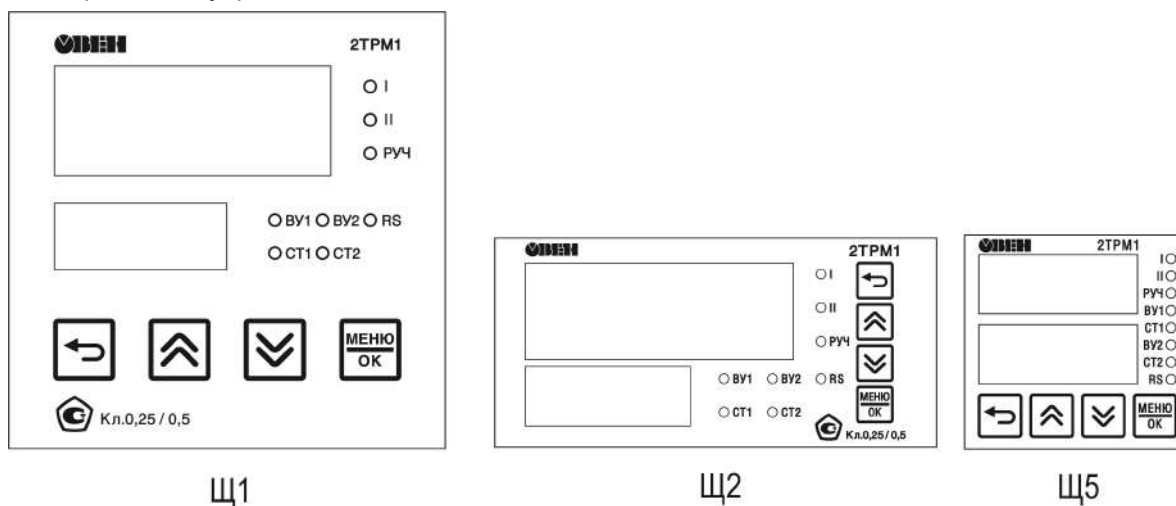 ОВЕН 2ТРМ1
I
II
РУЧ
ВУ1 ВУ2 RS
СТ1 СТ2
МЕНЮ
ОК
Кл.0,25 / 0,5
Щ1
ОВЕН 2ТРМ1
I
II
РУЧ
ВУ1 ВУ2 RS
СТ1 СТ2
МЕНЮ
ОК
Кл.0,25 / 0,5
Щ2
ОВЕН 2ТРМ1
I
II
РУЧ
ВУ1
СТ1
ВУ2
СТ2
RS
МЕНЮ
ОК
Щ5